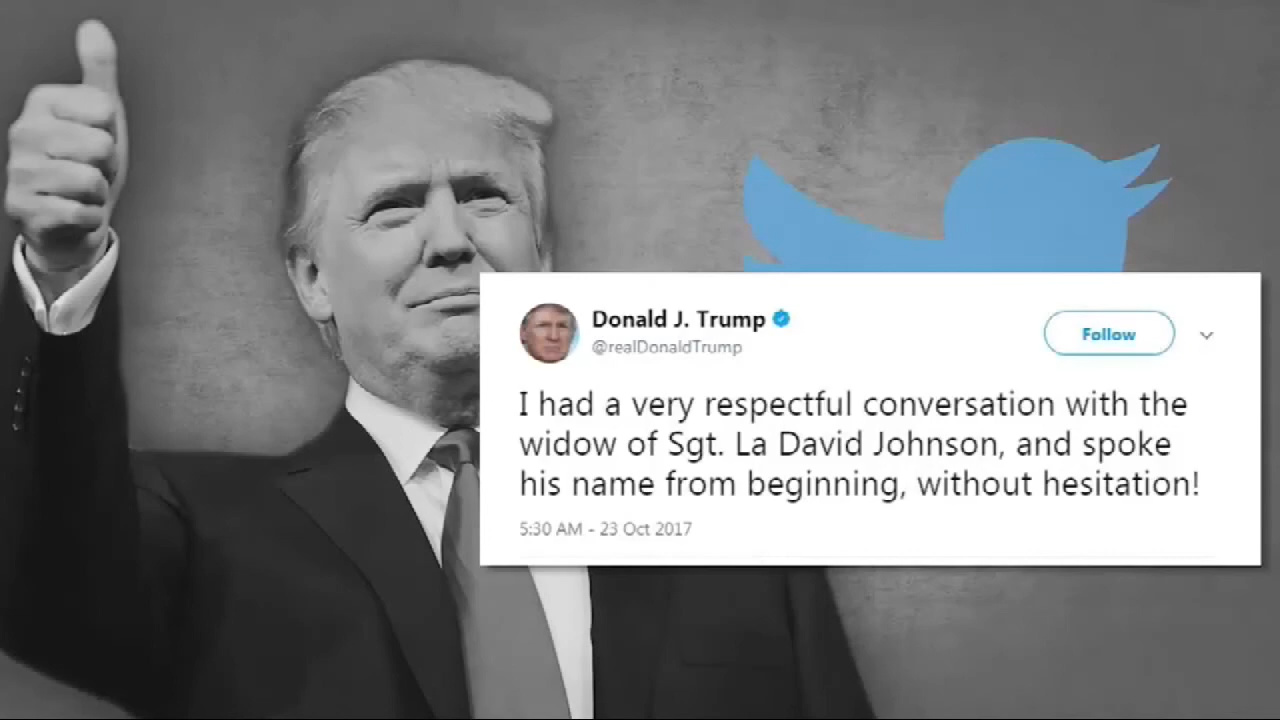 Donald J. Trump
@realDonaldTrump
Follow
I had a very respectful conversation with the
widow of Sgt. La David Johnson, and spoke
his name from beginning, without hesitation!
5:30 AM - 23 Oct 2017